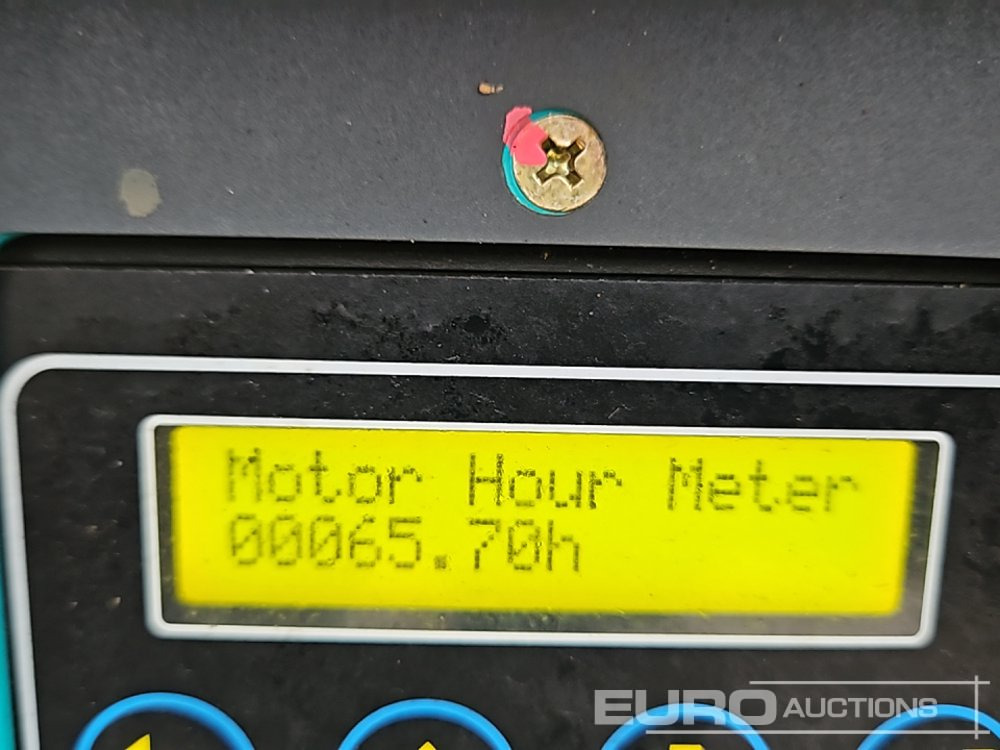 Motor Hour Meter
00065.70h
EURO AUCTIONS